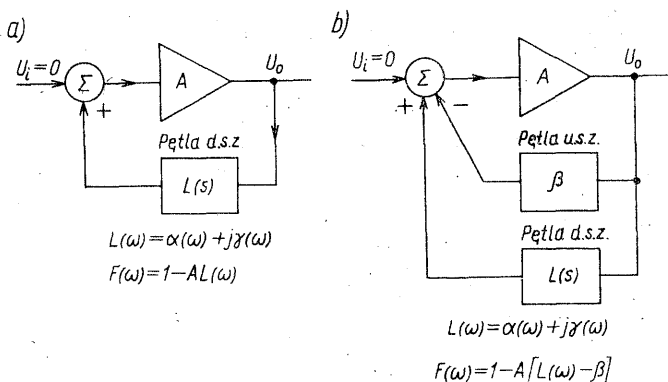 a)
U_i=0
Σ
+
A
U_o
Pętla d.s.z.
L(s)
L(ω)=α(ω)+jγ(ω)
F(ω)=1-AL(ω)
b)
U_i=0
Σ
+
−
A
U_o
Pętla u.s.z.
β
Pętla d.s.z.
L(s)
L(ω)=α(ω)+jγ(ω)
F(ω)=1-A[L(ω)-β]